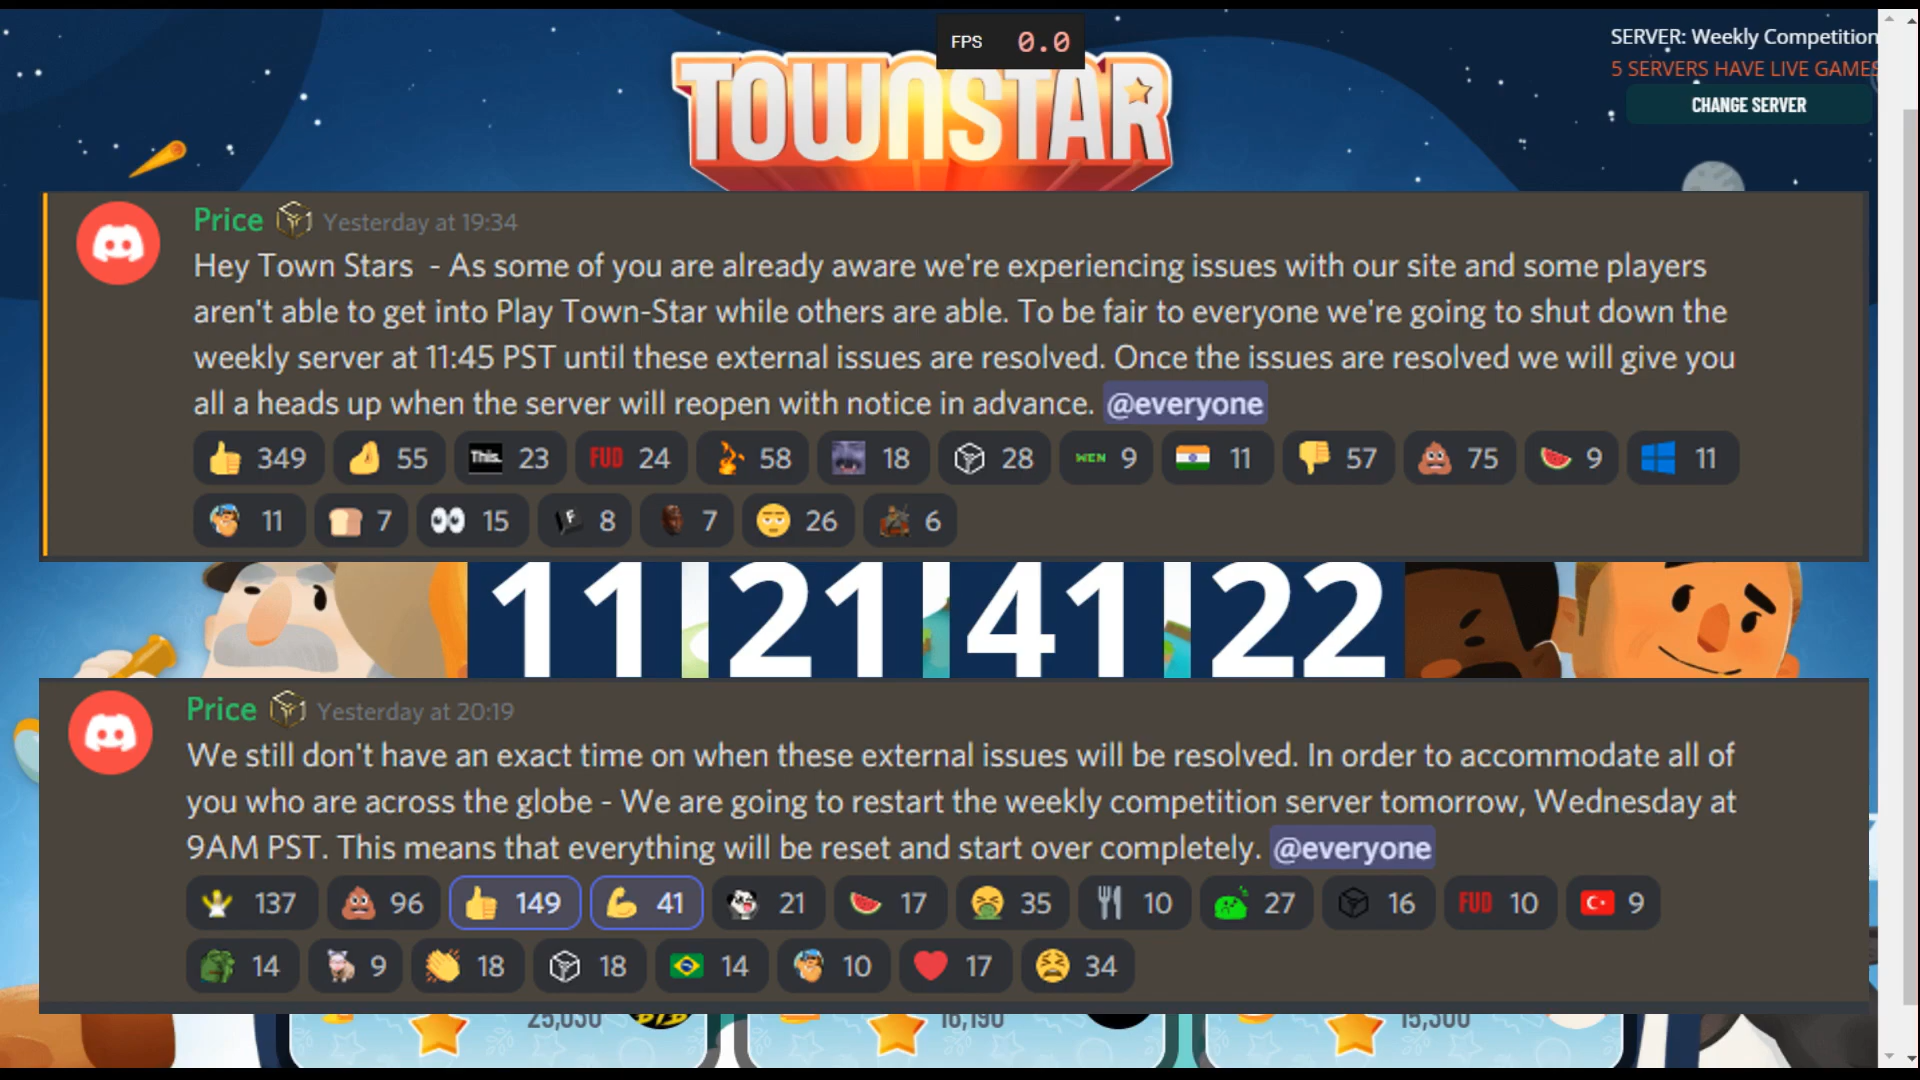 FPS 0.0
SERVER: Weekly Competition
5 SERVERS HAVE LIVE GAMES
CHANGE SERVER
TOWNSTAR
Price Yesterday at 19:34
Hey Town Stars - As some of you are already aware we're experiencing issues with our site and some players
aren't able to get into Play Town-Star while others are able. To be fair to everyone we're going to shut down the
weekly server at 11:45 PST until these external issues are resolved. Once the issues are resolved we will give you
all a heads up when the server will reopen with notice in advance. @everyone
349 55 This. 23 FUD 24 58 18 28 WEN 9 11 57 75 9 11
11 7 15 F 8 7 26 6
11 21 41 22
Price Yesterday at 20:19
We still don't have an exact time on when these external issues will be resolved. In order to accommodate all of
you who are across the globe - We are going to restart the weekly competition server tomorrow, Wednesday at
9AM PST. This means that everything will be reset and start over completely. @everyone
137 96 149 41 21 17 35 10 27 16 FUD 10 9
14 9 18 18 14 10 17 34
25,030 16,190 15,300